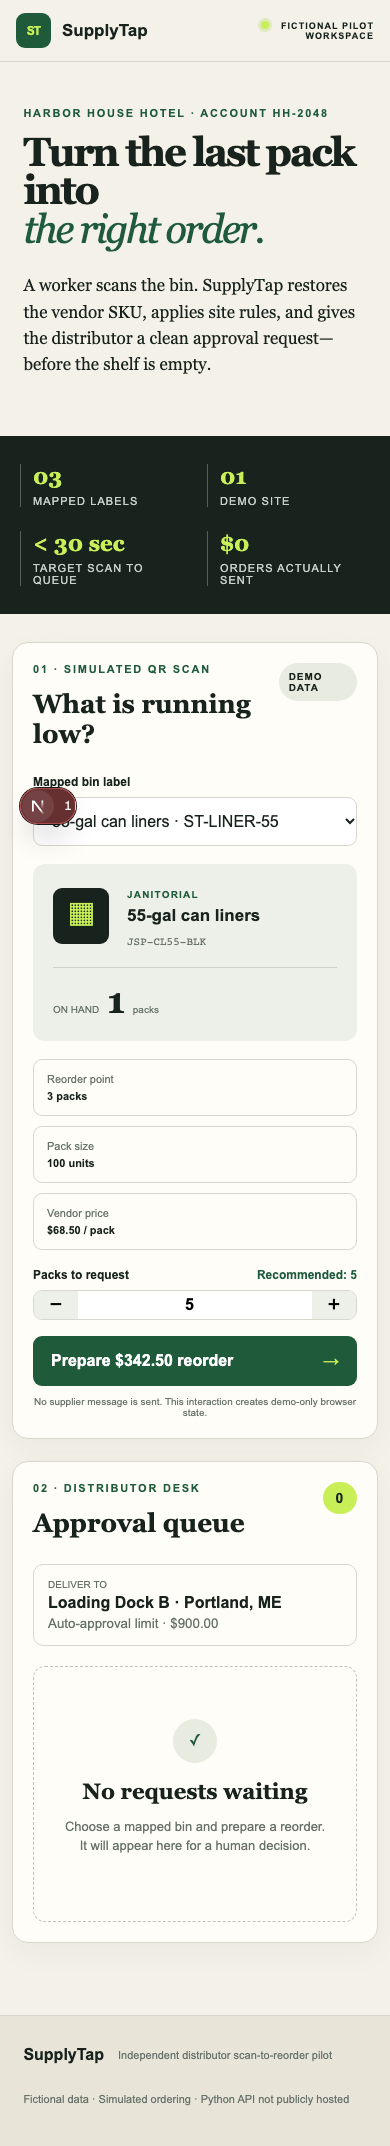 ST SupplyTap
FICTIONAL PILOT
WORKSPACE
HARBOR HOUSE HOTEL · ACCOUNT HH-2048
Turn the last pack
into
the right order.
A worker scans the bin. SupplyTap restores
the vendor SKU, applies site rules, and gives
the distributor a clean approval request—
before the shelf is empty.
03
MAPPED LABELS
01
DEMO SITE
< 30 sec
TARGET SCAN TO
QUEUE
$0
ORDERS ACTUALLY
SENT
01 · SIMULATED QR SCAN
DEMO
DATA
What is running
low?
Mapped bin label
N 1
55-gal can liners · ST-LINER-55
JANITORIAL
55-gal can liners
JSP-CL55-BLK
ON HAND 1 packs
Reorder point
3 packs
Pack size
100 units
Vendor price
$68.50 / pack
Packs to request Recommended: 5
− 5 +
Prepare $342.50 reorder →
No supplier message is sent. This interaction creates demo-only browser
state.
02 · DISTRIBUTOR DESK
0
Approval queue
DELIVER TO
Loading Dock B · Portland, ME
Auto-approval limit · $900.00
✓
No requests waiting
Choose a mapped bin and prepare a reorder.
It will appear here for a human decision.
SupplyTap Independent distributor scan-to-reorder pilot
Fictional data · Simulated ordering · Python API not publicly hosted